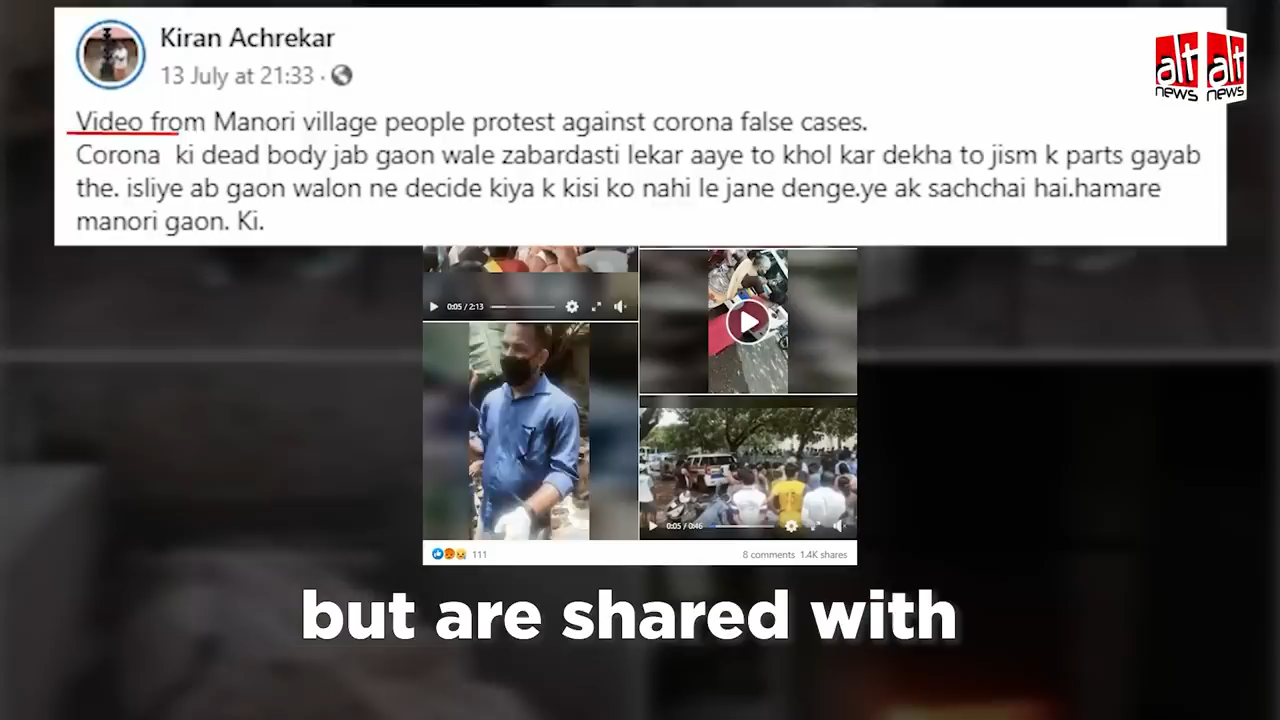 Kiran Achrekar
13 July at 21:33 ·
Video from Manori village people protest against corona false cases.
Corona ki dead body jab gaon wale zabardasti lekar aaye to khol kar dekha to jism k parts gayab
the. isliye ab gaon walon ne decide kiya k kisi ko nahi le jane denge.ye ak sachchai hai.hamare
manori gaon. Ki.
alt alt
news news
0:05 / 2:13
0:05 / 0:46
111
8 comments 1.4K shares
but are shared with